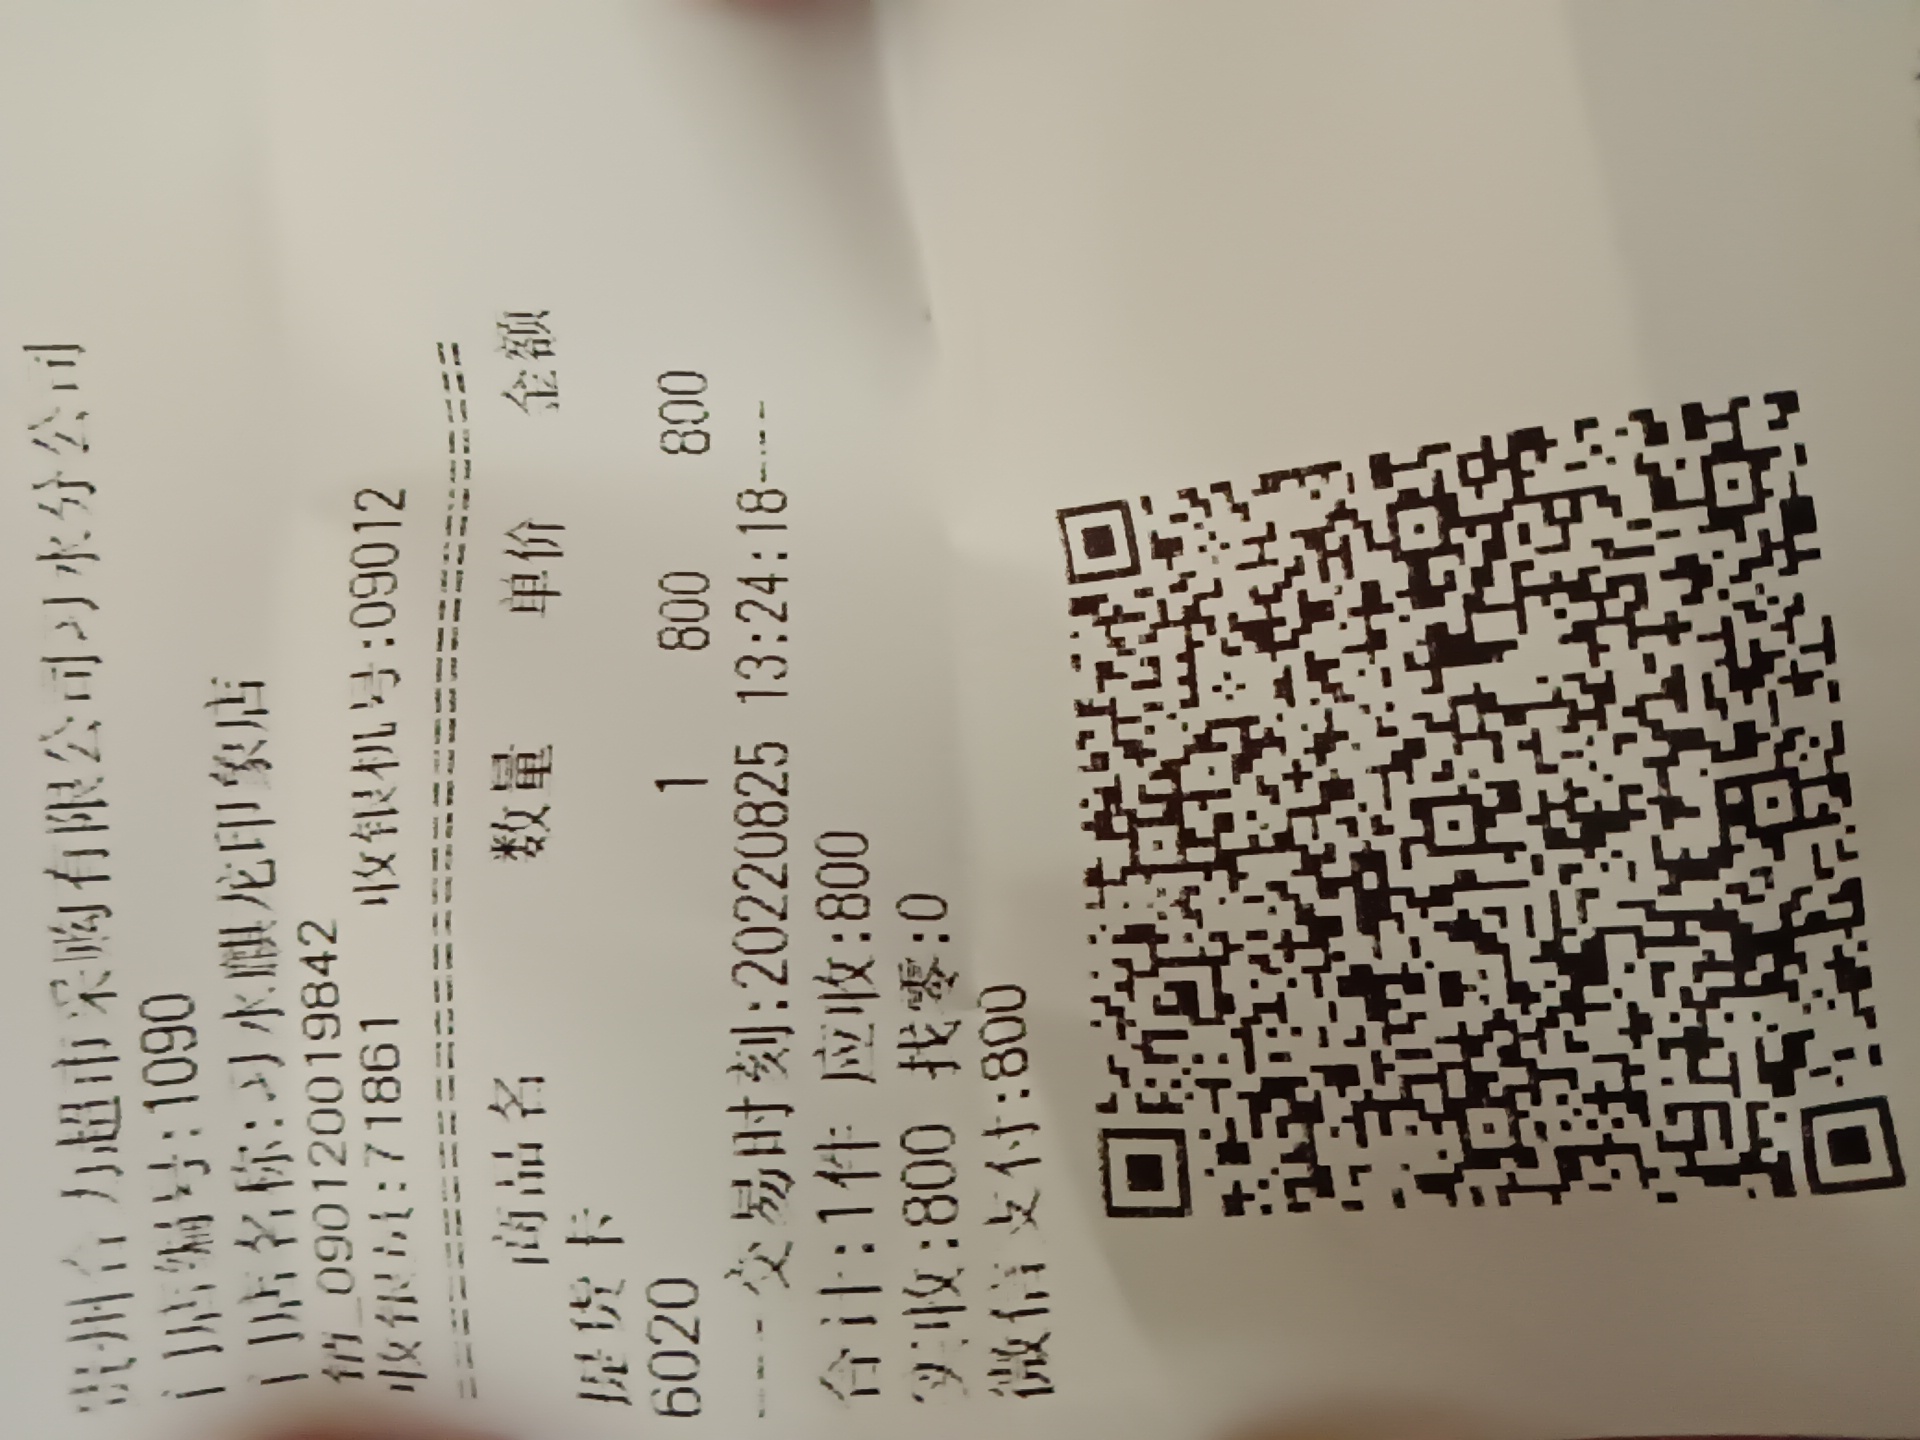 贵州合力超市采购有限公司习水分公司
门店编号:1090
门店名称:习水麒龙印象店
销_090120019842
收银员:71861 收银机号:09012
商品名 数量 单价 金额
提货卡
6020 1 800 800
----交易时刻:20220825 13:24:18----
合计:1件 应收:800
实收:800 找零:0
微信支付:800